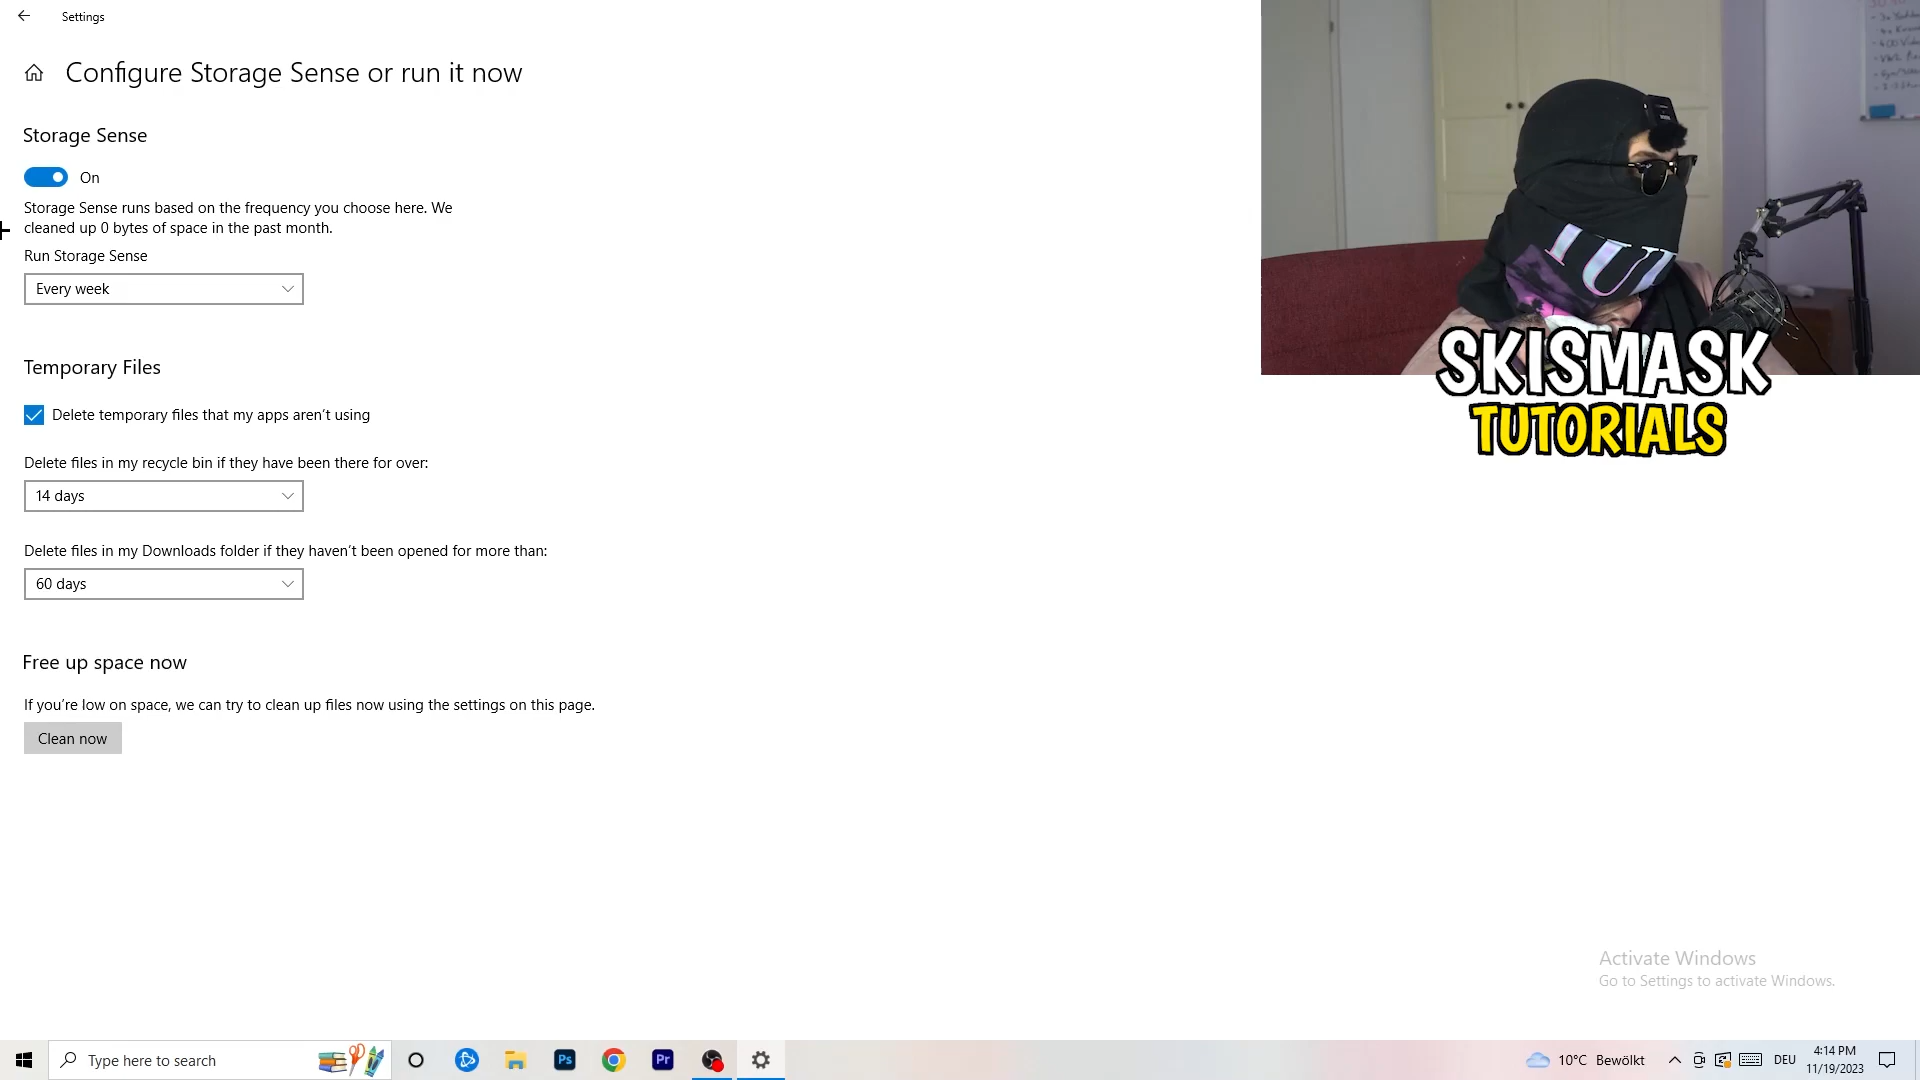 Settings
Configure Storage Sense or run it now
Storage Sense
On
Storage Sense runs based on the frequency you choose here. We
cleaned up 0 bytes of space in the past month.
Run Storage Sense
Every week
Temporary Files
Delete temporary files that my apps aren't using
Delete files in my recycle bin if they have been there for over:
14 days
Delete files in my Downloads folder if they haven't been opened for more than:
60 days
Free up space now
If you're low on space, we can try to clean up files now using the settings on this page.
Clean now
SKISMASK
TUTORIALS
Activate Windows
Go to Settings to activate Windows.
Type here to search
Ps
Pr
10°C Bewölkt
DEU
4:14 PM
11/19/2023